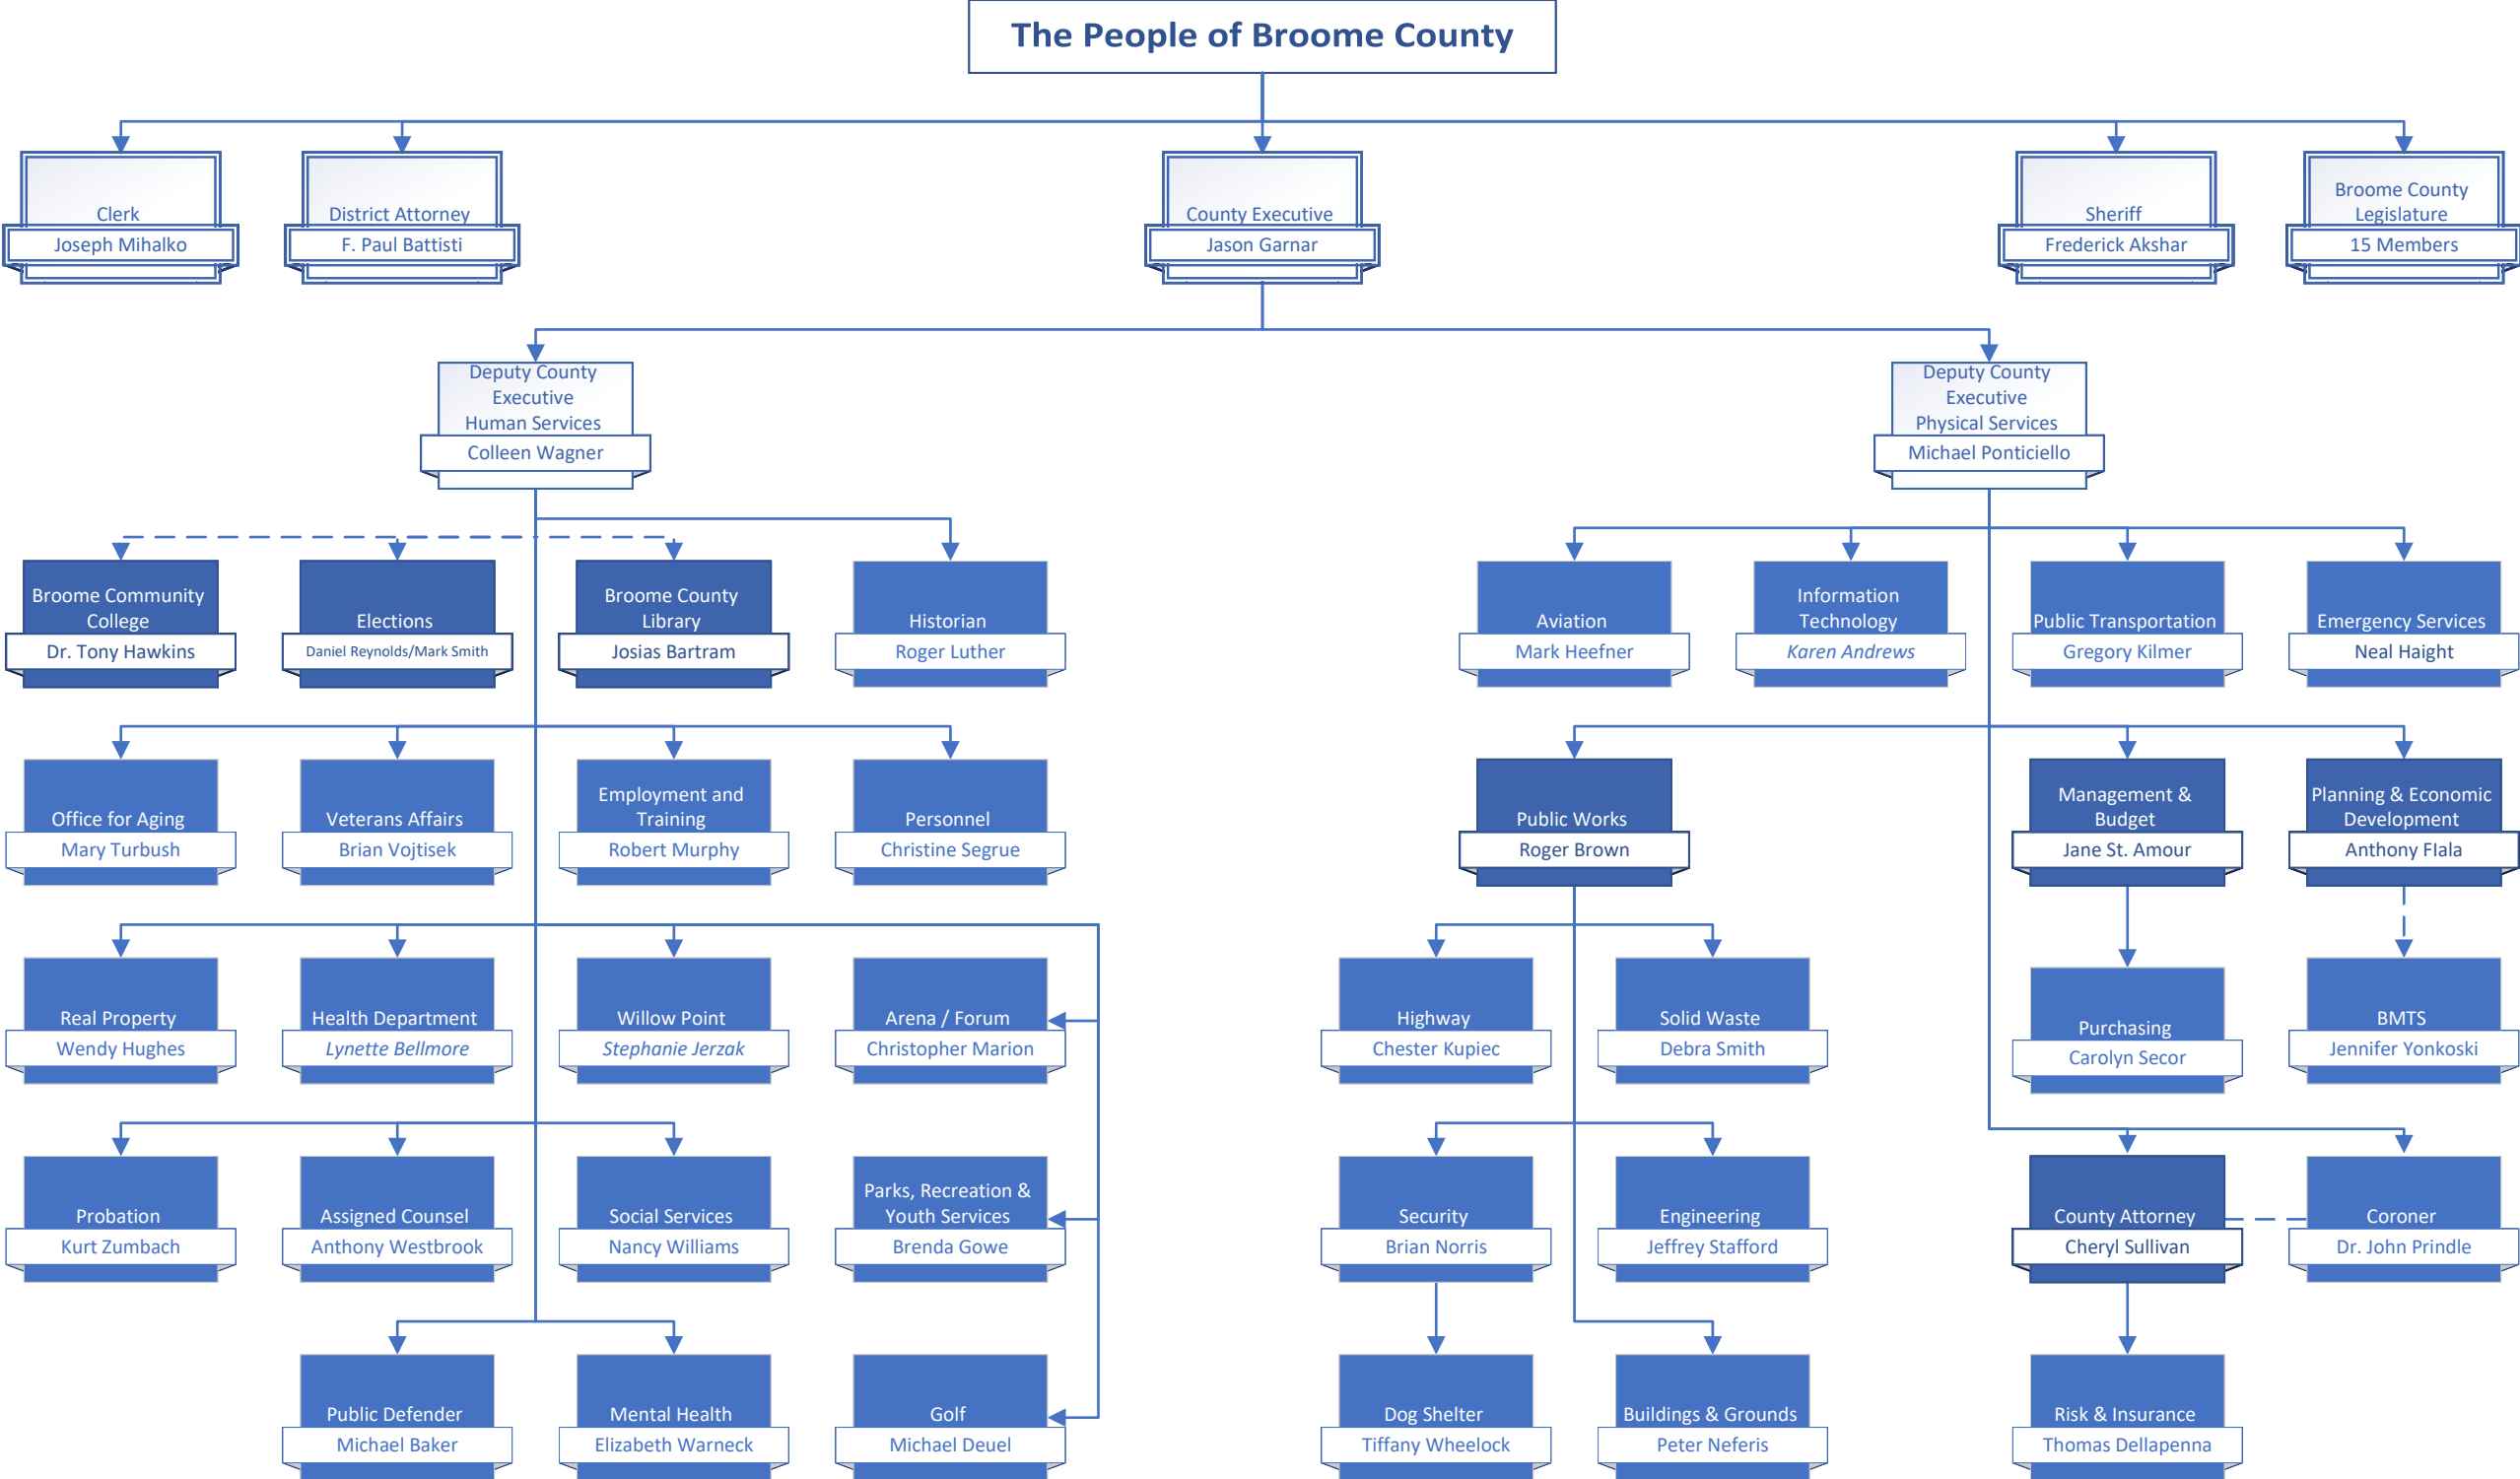 The People of Broome County
Clerk
Joseph Mihalko
District Attorney
F. Paul Battisti
County Executive
Jason Garnar
Sheriff
Frederick Akshar
Broome County
Legislature
15 Members
Deputy County
Executive
Human Services
Colleen Wagner
Deputy County
Executive
Physical Services
Michael Ponticiello
Broome Community
College
Dr. Tony Hawkins
Elections
Daniel Reynolds/Mark Smith
Broome County
Library
Josias Bartram
Historian
Roger Luther
Aviation
Mark Heefner
Information
Technology
Karen Andrews
Public Transportation
Gregory Kilmer
Emergency Services
Neal Haight
Office for Aging
Mary Turbush
Veterans Affairs
Brian Vojtisek
Employment and
Training
Robert Murphy
Personnel
Christine Segrue
Public Works
Roger Brown
Management &
Budget
Jane St. Amour
Planning & Economic
Development
Anthony FIala
Real Property
Wendy Hughes
Health Department
Lynette Bellmore
Willow Point
Stephanie Jerzak
Arena / Forum
Christopher Marion
Highway
Chester Kupiec
Solid Waste
Debra Smith
Purchasing
Carolyn Secor
BMTS
Jennifer Yonkoski
Probation
Kurt Zumbach
Assigned Counsel
Anthony Westbrook
Social Services
Nancy Williams
Parks, Recreation &
Youth Services
Brenda Gowe
Security
Brian Norris
Engineering
Jeffrey Stafford
County Attorney
Cheryl Sullivan
Coroner
Dr. John Prindle
Public Defender
Michael Baker
Mental Health
Elizabeth Warneck
Golf
Michael Deuel
Dog Shelter
Tiffany Wheelock
Buildings & Grounds
Peter Neferis
Risk & Insurance
Thomas Dellapenna